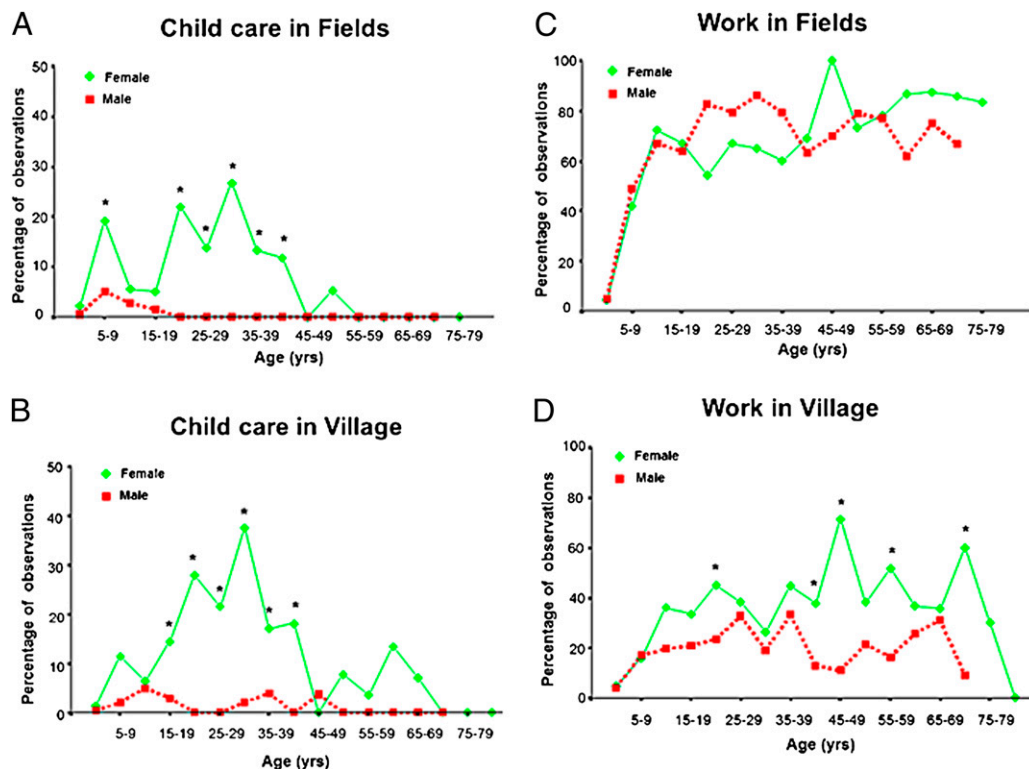 A
Child care in Fields
Percentage of observations
50
40
30
20
10
0
Female
Male
*
*
*
*
*
*
5-9 15-19 25-29 35-39 45-49 55-59 65-69 75-79
Age (yrs)
C
Work in Fields
Percentage of observations
100
80
60
40
20
0
Female
Male
5-9 15-19 25-29 35-39 45-49 55-59 65-69 75-79
Age (yrs)
B
Child care in Village
Percentage of observations
50
40
30
20
10
0
Female
Male
*
*
*
*
*
*
5-9 15-19 25-29 35-39 45-49 55-59 65-69 75-79
Age (yrs)
D
Work in Village
Percentage of observations
100
80
60
40
20
0
Female
Male
*
*
*
*
*
5-9 15-19 25-29 35-39 45-49 55-59 65-69 75-79
Age (yrs)